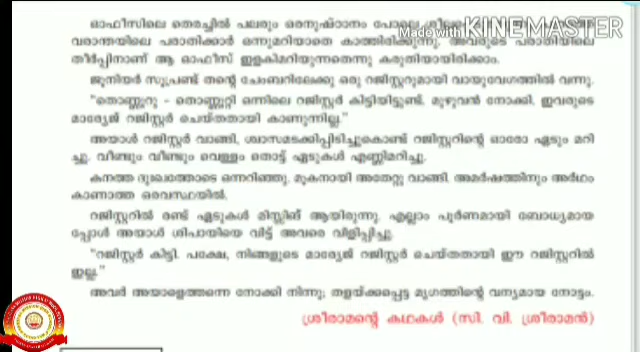 ഓഫീസിലെ തെരച്ചിൽ പലരും ഒരനുഷ്ഠാനം പോലെ
വരാന്തയിലെ പരാതിക്കാർ ഒന്നുമറിയാതെ കാത്തിരിക്കുന്നു. അവരുടെ പരാതിയിലെ
Made with KINEMASTER
തീർപ്പിനാണ് ആ ഓഫീസ് ഇളകിമറിയുന്നതെന്നു കരുതിയായിരിക്കാം.
ജൂനിയർ സൂപ്രണ്ട് തന്റെ ചേംബറിലേക്കു ഒരു റജിസ്റ്ററുമായി വായുവേഗത്തിൽ വന്നു.
"തൊണ്ണൂറു - തൊണ്ണൂറ്റി ഒന്നിലെ റജിസ്റ്റർ കിട്ടിയിട്ടുണ്ട്. മുഴുവൻ നോക്കി. ഇവരുടെ
മാര്യേജ് റജിസ്റ്റർ ചെയ്തതായി കാണുന്നില്ല."
അയാൾ റജിസ്റ്റർ വാങ്ങി, ശ്വാസമടക്കിപ്പിടിച്ചുകൊണ്ട് റജിസ്റ്ററിന്റെ ഓരോ ഏടും മറി
ച്ചു. വീണ്ടും വീണ്ടും വെള്ളം തൊട്ട് ഏടുകൾ എണ്ണിമറിച്ചു.
കനത്ത ദുഃഖത്തോടെ ഒന്നറിഞ്ഞു. മൂകനായി അതേറ്റു വാങ്ങി. അമർഷത്തിനും അർഥം
കാണാത്ത ഒരവസ്ഥയിൽ.
റജിസ്റ്ററിൽ രണ്ട് ഏടുകൾ മിസ്സിങ് ആയിരുന്നു. എല്ലാം പൂർണമായി ബോധ്യമായ
പ്പോൾ അയാൾ ശിപായിയെ വിട്ട് അവരെ വിളിപ്പിച്ചു.
"റജിസ്റ്റർ കിട്ടി. പക്ഷേ, നിങ്ങളുടെ മാര്യേജ് റജിസ്റ്റർ ചെയ്തതായി ഈ റജിസ്റ്ററിൽ
ഇല്ല."
അവർ അയാളെത്തന്നെ നോക്കി നിന്നു; തളയ്ക്കപ്പെട്ട മൃഗത്തിന്റെ വന്യമായ നോട്ടം.
ശ്രീരാമന്റെ കഥകൾ (സി. വി. ശ്രീരാമൻ)